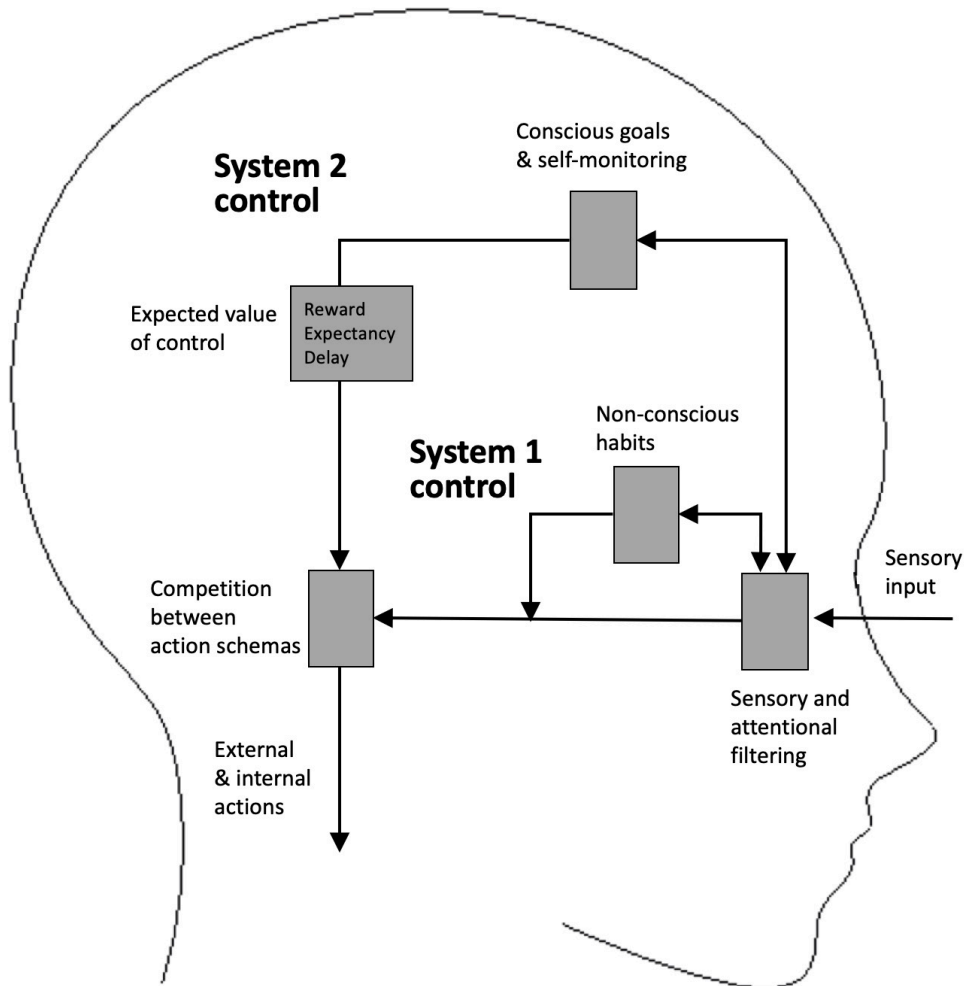 Conscious goals
& self-monitoring
System 2
control
Expected value
of control
Reward
Expectancy
Delay
Non-conscious
habits
System 1
control
Sensory
input
Competition
between
action schemas
Sensory and
attentional
filtering
External
& internal
actions